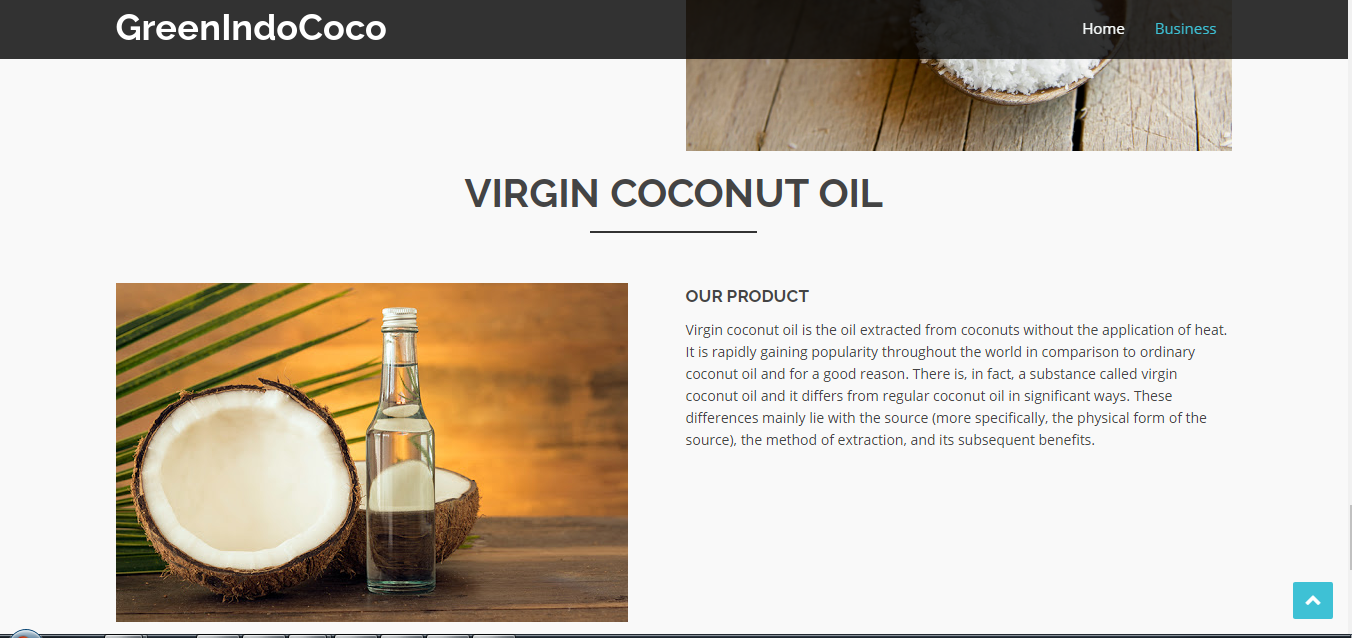 GreenIndoCoco
Home
Business
VIRGIN COCONUT OIL
OUR PRODUCT
Virgin coconut oil is the oil extracted from coconuts without the application of heat.
It is rapidly gaining popularity throughout the world in comparison to ordinary
coconut oil and for a good reason. There is, in fact, a substance called virgin
coconut oil and it differs from regular coconut oil in significant ways. These
differences mainly lie with the source (more specifically, the physical form of the
source), the method of extraction, and its subsequent benefits.